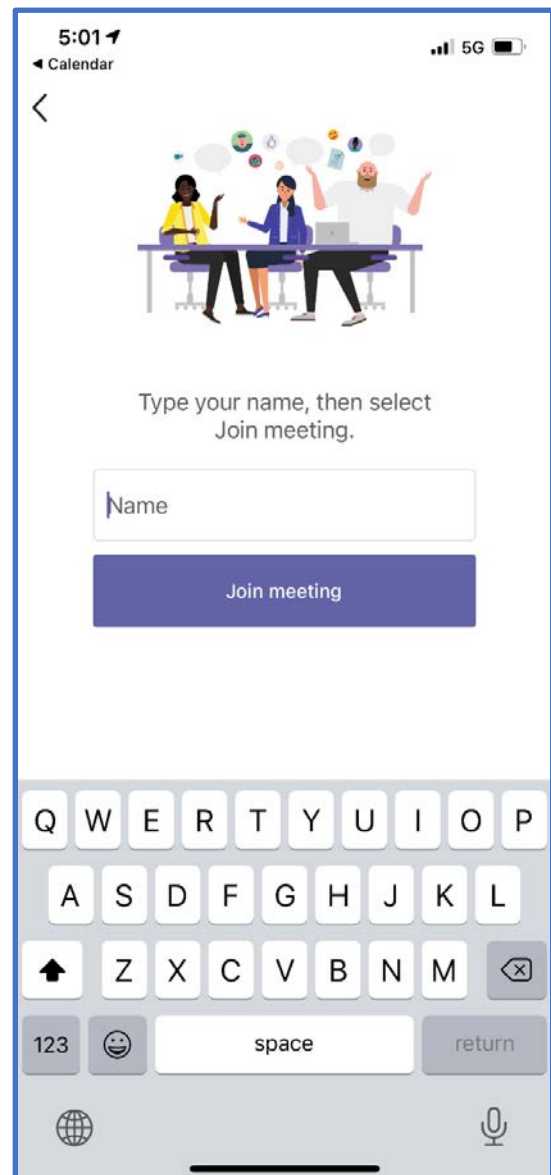 5:01
5G
◀ Calendar
Type your name, then select
Join meeting.
Name
Join meeting
Q W E R T Y U I O P
A S D F G H J K L
Z X C V B N M
123 space return